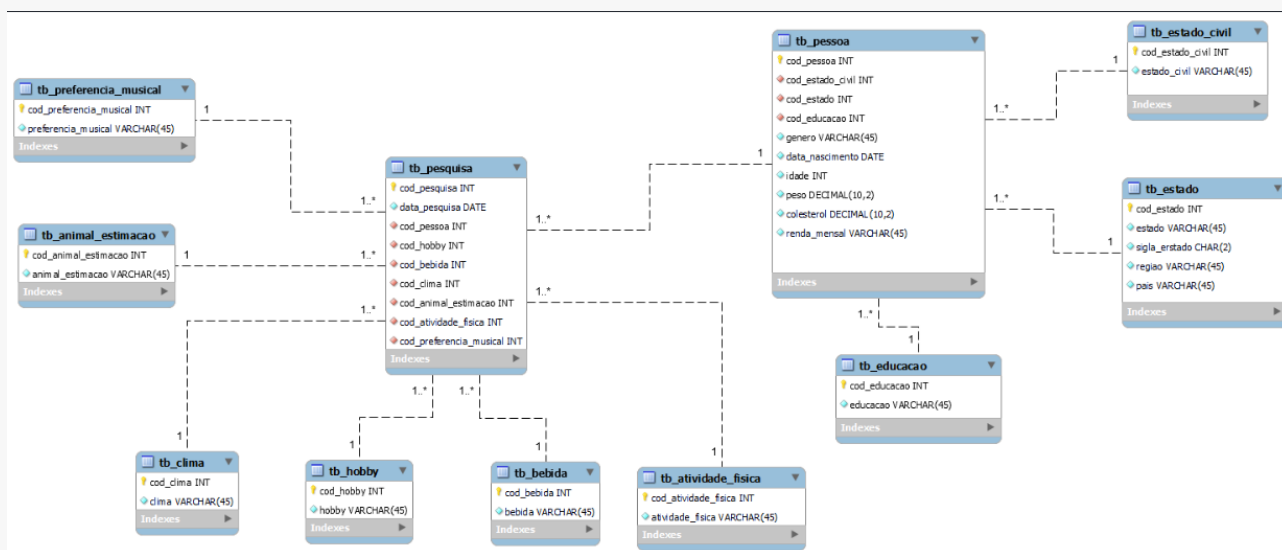 tb_preferencia_musical
cod_preferencia_musical INT
preferencia_musical VARCHAR(45)
Indexes
1
1..*
tb_animal_estimacao
cod_animal_estimacao INT
animal_estimacao VARCHAR(45)
1
1..*
tb_pesquisa
cod_pesquisa INT
data_pesquisa DATE
cod_pessoa INT
cod_hobby INT
cod_bebida INT
cod_clima INT
cod_animal_estimacao INT
cod_atividade_fisica INT
cod_preferencia_musical INT
Indexes
1..*
1
1..*
1
1..*
1
1..*
1
1..*
1
tb_pessoa
cod_pessoa INT
cod_estado_civil INT
cod_estado INT
cod_educacao INT
genero VARCHAR(45)
data_nascimento DATE
idade INT
peso DECIMAL(10,2)
colesterol DECIMAL(10,2)
renda_mensal VARCHAR(45)
Indexes
1..*
1
1..*
1
1..*
1
tb_estado_civil
cod_estado_civil INT
estado_civil VARCHAR(45)
Indexes
tb_estado
cod_estado INT
estado VARCHAR(45)
sigla_erstado CHAR(2)
regiao VARCHAR(45)
pais VARCHAR(45)
Indexes
tb_educacao
cod_educacao INT
educacao VARCHAR(45)
Indexes
tb_clima
cod_clima INT
clima VARCHAR(45)
Indexes
tb_hobby
cod_hobby INT
hobby VARCHAR(45)
Indexes
tb_bebida
cod_bebida INT
bebida VARCHAR(45)
Indexes
tb_atividade_fisica
cod_atividade_fisica INT
atividade_fisica VARCHAR(45)
Indexes